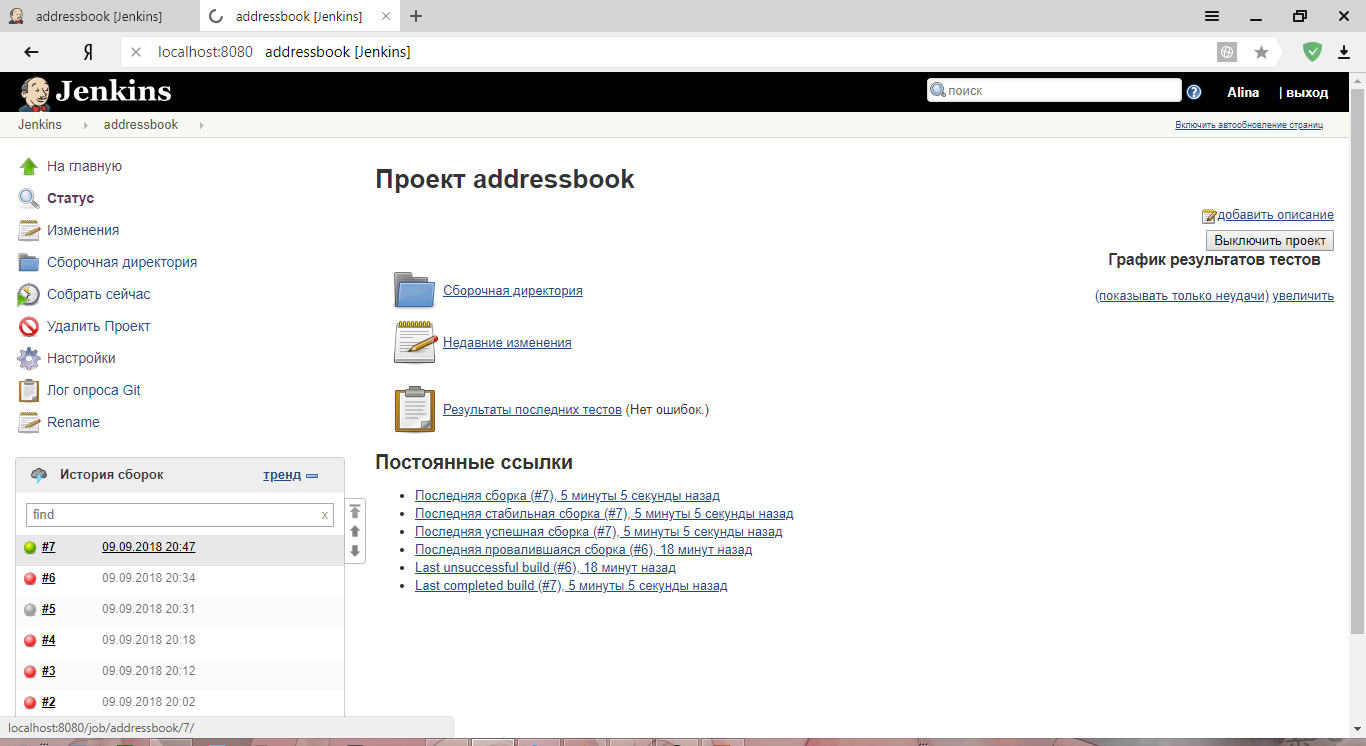 addressbook [Jenkins]
addressbook [Jenkins]
Я
localhost:8080 addressbook [Jenkins]
Jenkins
поиск
Alina
| выход
Jenkins
addressbook
Включить автообновление страниц
На главную
Статус
Изменения
Сборочная директория
Собрать сейчас
Удалить Проект
Настройки
Лог опроса Git
Rename
История сборок
тренд
find
x
#7 09.09.2018 20:47
#6 09.09.2018 20:34
#5 09.09.2018 20:31
#4 09.09.2018 20:18
#3 09.09.2018 20:12
#2 09.09.2018 20:02
Проект addressbook
добавить описание
Выключить проект
График результатов тестов
(показывать только неудачи) увеличить
Сборочная директория
Недавние изменения
Результаты последних тестов (Нет ошибок.)
Постоянные ссылки
Последняя сборка (#7), 5 минуты 5 секунды назад
Последняя стабильная сборка (#7), 5 минуты 5 секунды назад
Последняя успешная сборка (#7), 5 минуты 5 секунды назад
Последняя провалившаяся сборка (#6), 18 минут назад
Last unsuccessful build (#6), 18 минут назад
Last completed build (#7), 5 минуты 5 секунды назад
localhost:8080/job/addressbook/7/